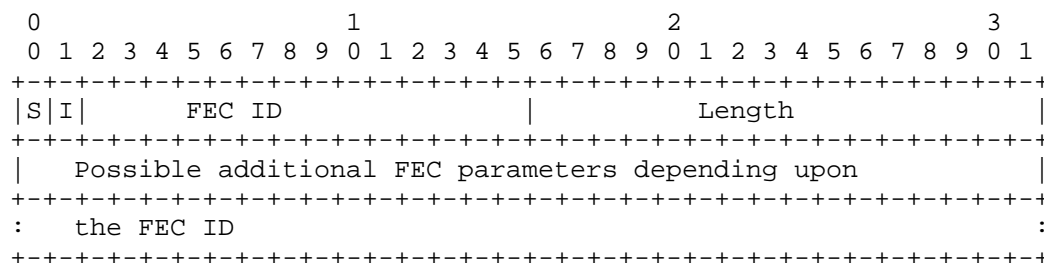 0                   1                   2                   3
 0 1 2 3 4 5 6 7 8 9 0 1 2 3 4 5 6 7 8 9 0 1 2 3 4 5 6 7 8 9 0 1
+-+-+-+-+-+-+-+-+-+-+-+-+-+-+-+-+-+-+-+-+-+-+-+-+-+-+-+-+-+-+-+-+
|S|I|      FEC ID               |          Length               |
+-+-+-+-+-+-+-+-+-+-+-+-+-+-+-+-+-+-+-+-+-+-+-+-+-+-+-+-+-+-+-+-+
|   Possible additional FEC parameters depending upon           |
+-+-+-+-+-+-+-+-+-+-+-+-+-+-+-+-+-+-+-+-+-+-+-+-+-+-+-+-+-+-+-+-+
:   the FEC ID                                                  :
+-+-+-+-+-+-+-+-+-+-+-+-+-+-+-+-+-+-+-+-+-+-+-+-+-+-+-+-+-+-+-+-+